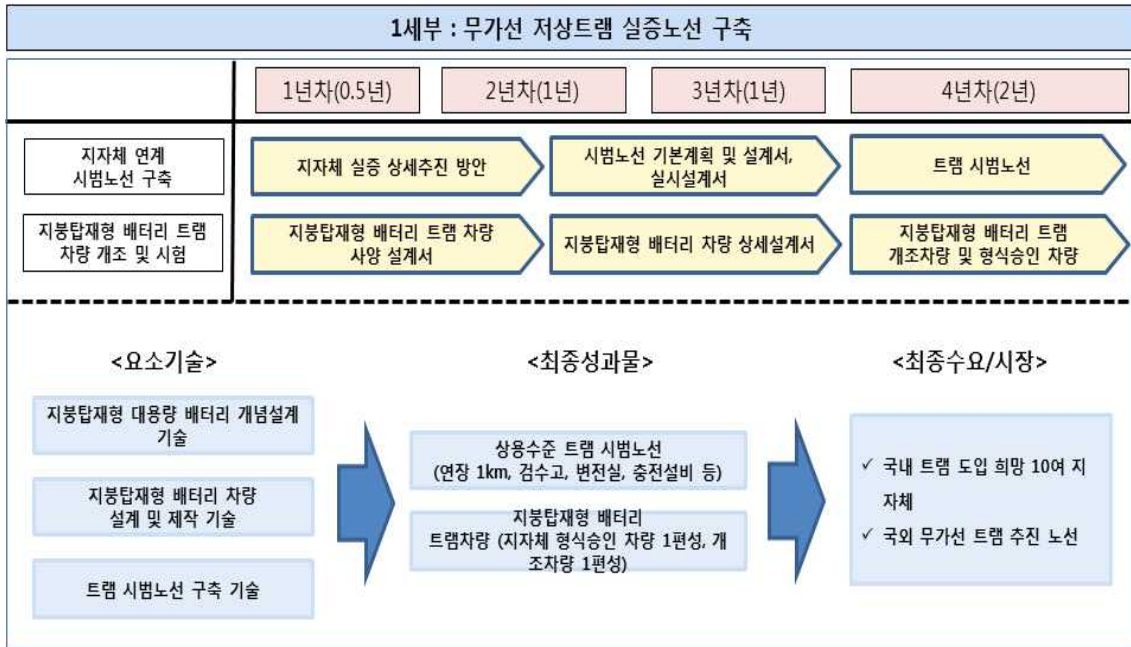 1세부 : 무가선 저상트램 실증노선 구축
1년차(0.5년)
2년차(1년)
3년차(1년)
4년차(2년)
지자체 연계
시범노선 구축
지자체 실증 상세추진 방안
시범노선 기본계획 및 설계서,
실시설계서
트램 시범노선
지붕탑재형 배터리 트램
차량 개조 및 시험
지붕탑재형 배터리 트램 차량
사양 설계서
지붕탑재형 배터리 차량 상세설계서
지붕탑재형 배터리 트램
개조차량 및 형식승인 차량
<요소기술>
지붕탑재형 대용량 배터리 개념설계
기술
지붕탑재형 배터리 차량
설계 및 제작 기술
트램 시범노선 구축 기술
<최종성과물>
상용수준 트램 시범노선
(연장 1km, 검수고, 변전실, 충전설비 등)
지붕탑재형 배터리
트램차량 (지자체 형식승인 차량 1편성, 개
조차량 1편성)
<최종수요/시장>
✓ 국내 트램 도입 희망 10여 지
자체
✓ 국외 무가선 트램 추진 노선